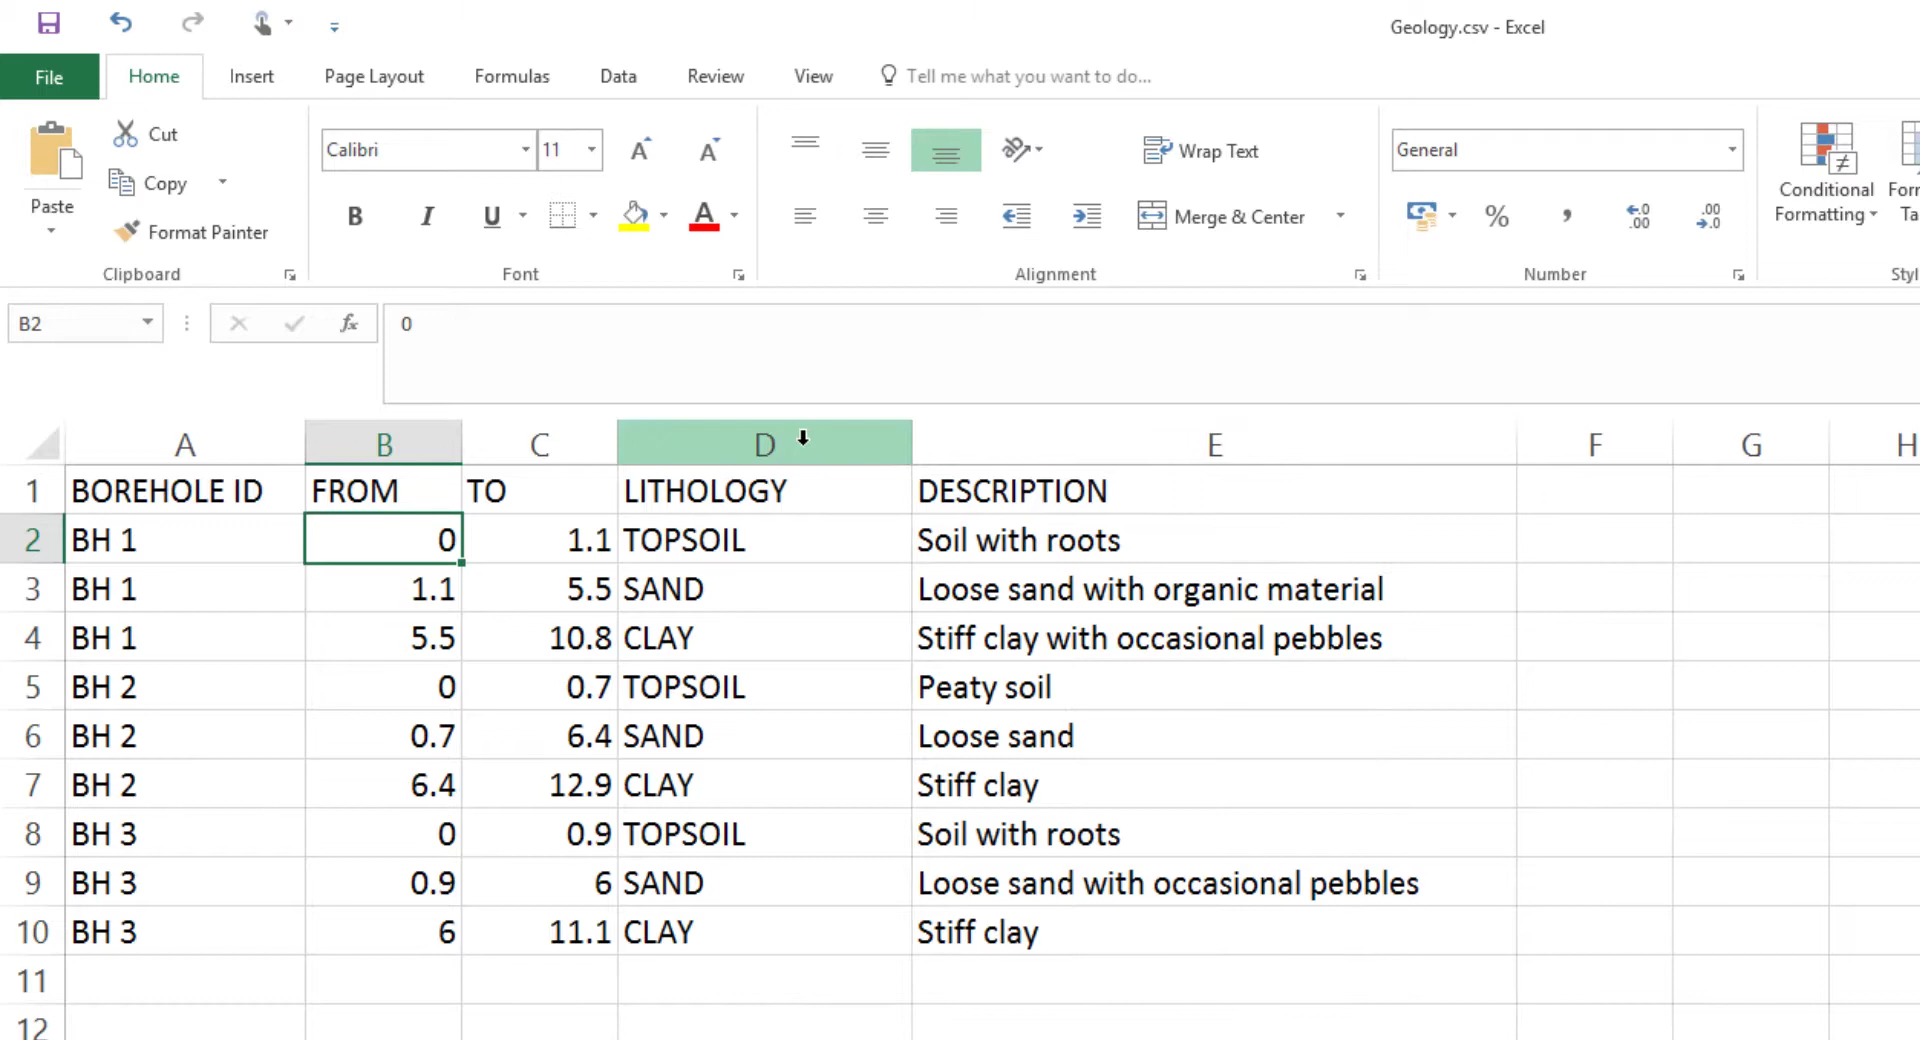 Geology.csv - Excel
File Home Insert Page Layout Formulas Data Review View Tell me what you want to do...
Cut
Copy
Paste
Format Painter
Clipboard
Calibri 11
B I U A
Font
Wrap Text
Merge & Center
Alignment
General
% , .0 .00 .00 .0
Number
Conditional
Formatting
B2 fx 0
A B C D E F G H
1 BOREHOLE ID FROM TO LITHOLOGY DESCRIPTION
2 BH 1 0 1.1 TOPSOIL Soil with roots
3 BH 1 1.1 5.5 SAND Loose sand with organic material
4 BH 1 5.5 10.8 CLAY Stiff clay with occasional pebbles
5 BH 2 0 0.7 TOPSOIL Peaty soil
6 BH 2 0.7 6.4 SAND Loose sand
7 BH 2 6.4 12.9 CLAY Stiff clay
8 BH 3 0 0.9 TOPSOIL Soil with roots
9 BH 3 0.9 6 SAND Loose sand with occasional pebbles
10 BH 3 6 11.1 CLAY Stiff clay
11
12